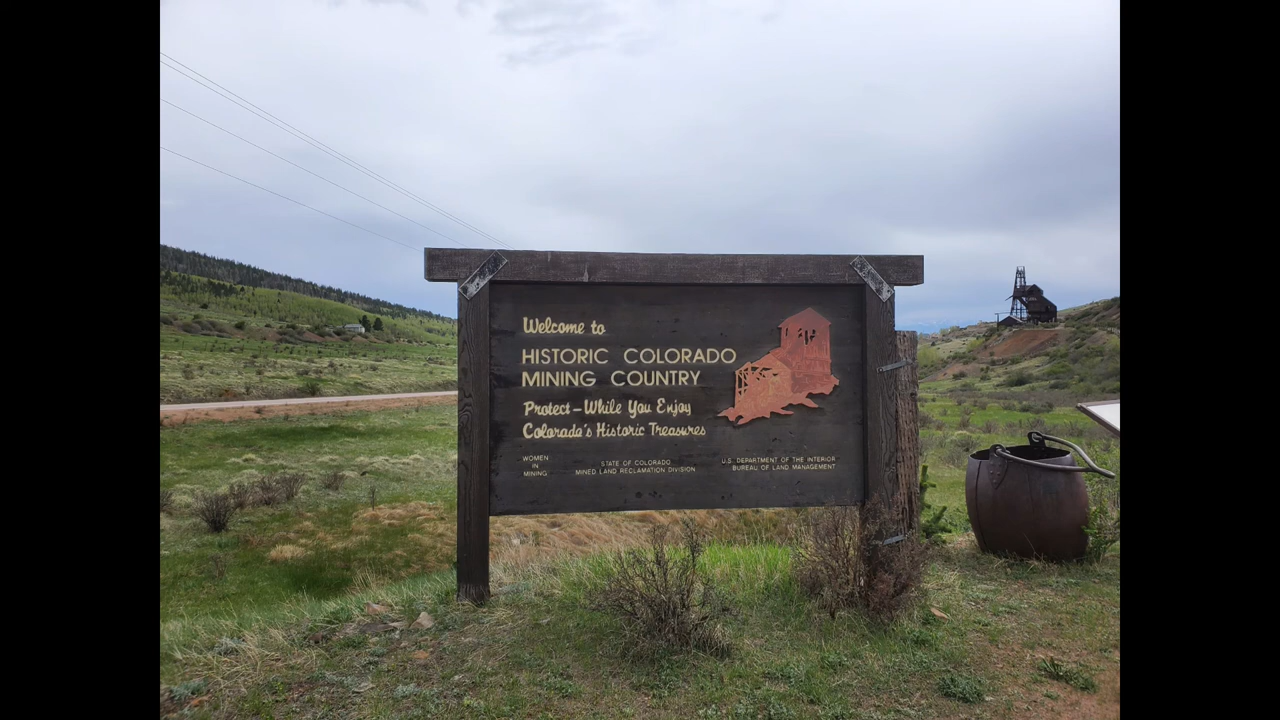 Welcome to
HISTORIC COLORADO
MINING COUNTRY
Protect-While You Enjoy
Colorado's Historic Treasures
WOMEN
IN
MINING
STATE OF COLORADO
MINED LAND RECLAMATION DIVISION
U.S. DEPARTMENT OF THE INTERIOR
BUREAU OF LAND MANAGEMENT